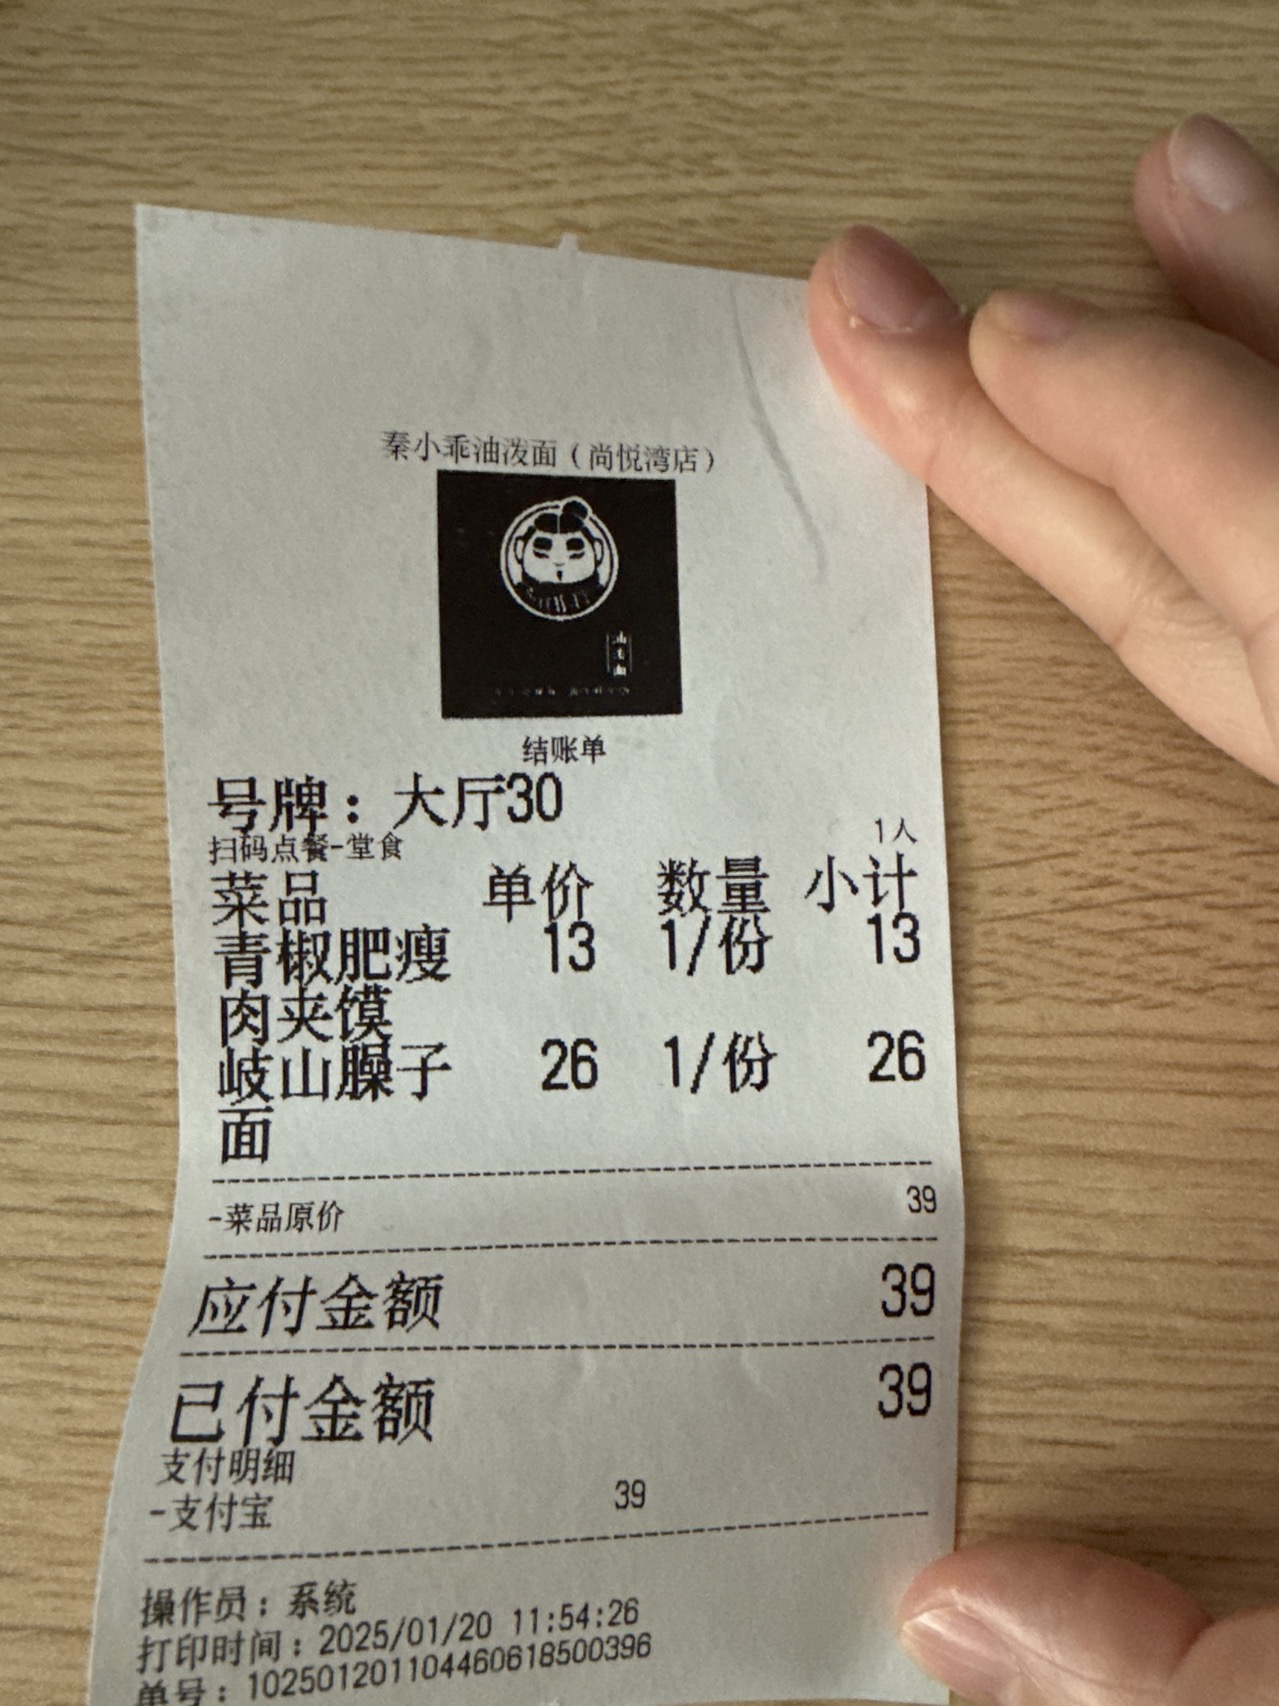 秦小乖油泼面（尚悦湾店）
结账单
号牌：大厅30
扫码点餐-堂食 1人
菜品 单价 数量 小计
青椒肥瘦 13 1/份 13
肉夹馍
岐山臊子 26 1/份 26
面
-菜品原价 39
应付金额 39
已付金额 39
支付明细
-支付宝 39
操作员：系统
打印时间：2025/01/20 11:54:26
单号：102501201104460618500396